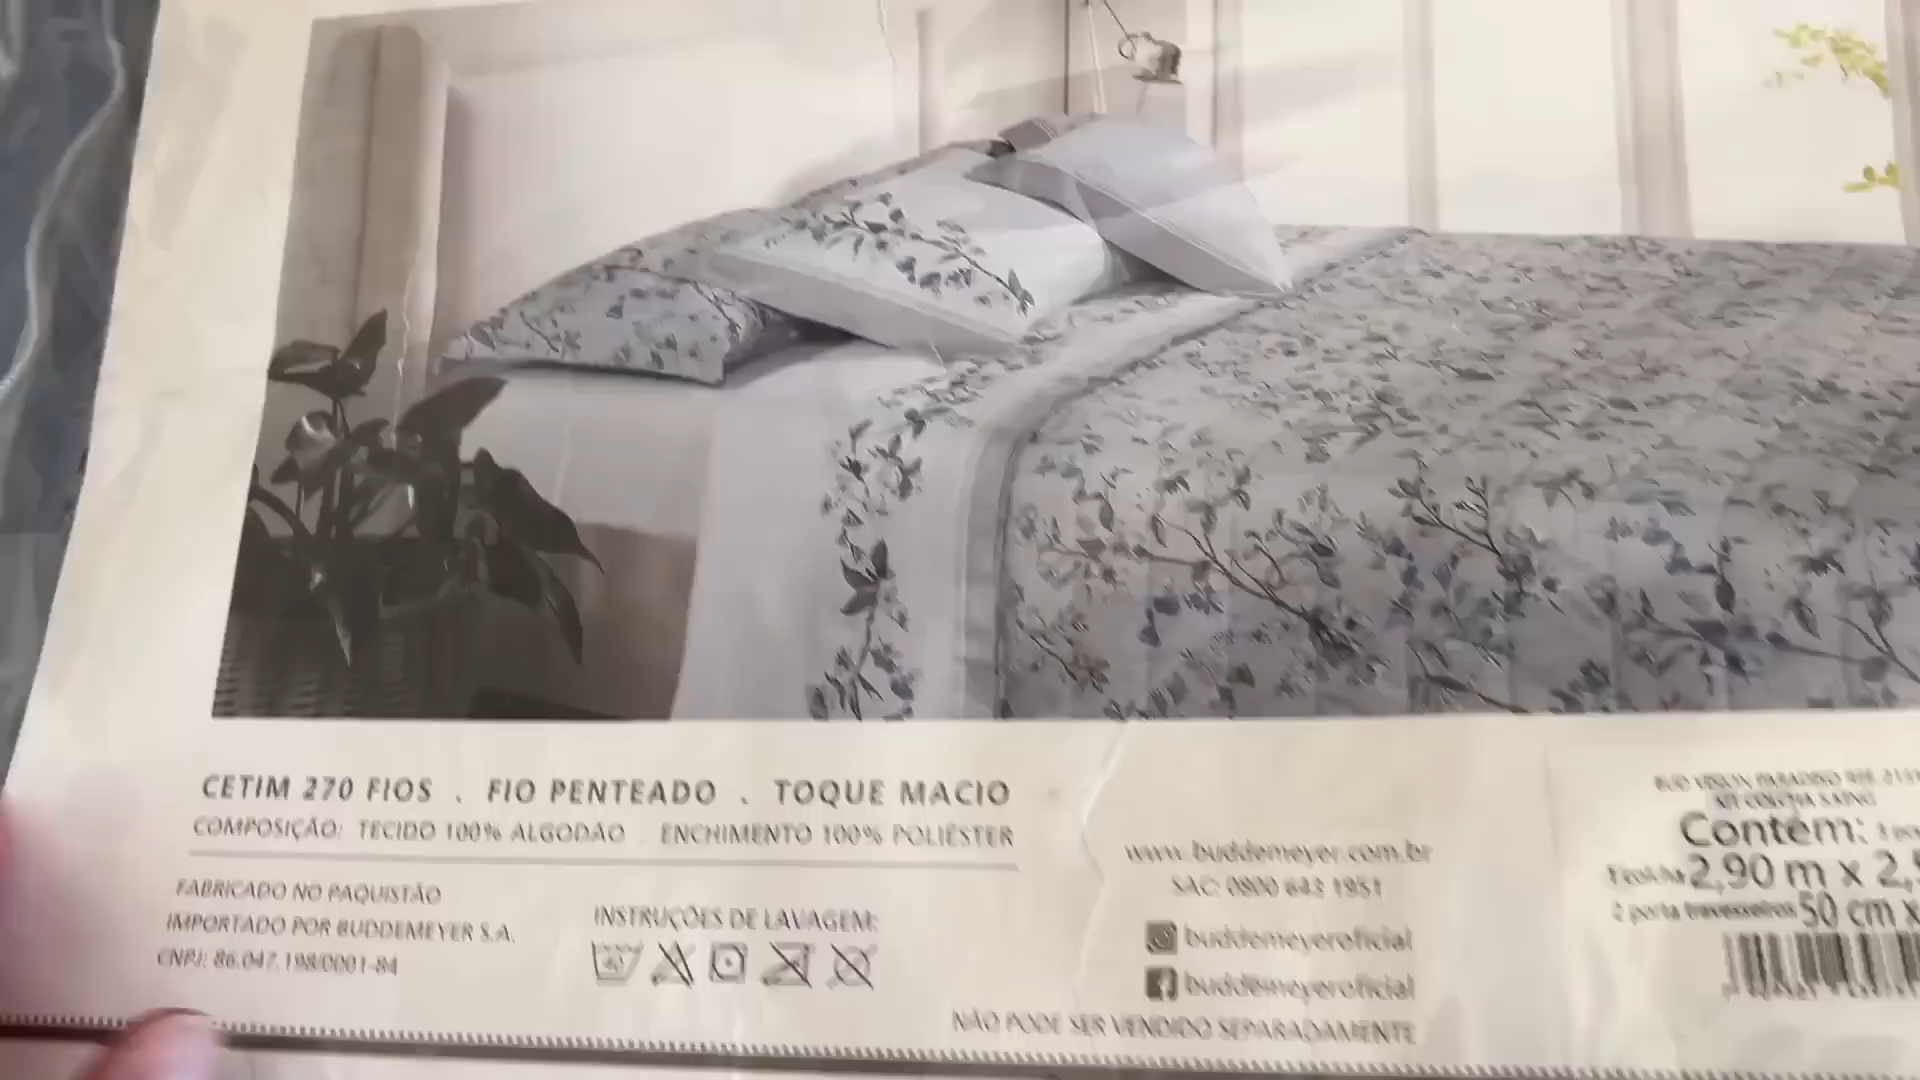 CETIM 270 FIOS . FIO PENTEADO . TOQUE MACIO
COMPOSIÇÃO: TECIDO 100% ALGODÃO . ENCHIMENTO 100% POLIÉSTER
FABRICADO NO PAQUISTÃO
IMPORTADO POR BUDDEMEYER S.A.
CNPJ: 86.047.198/0001-84
INSTRUÇÕES DE LAVAGEM:
www.buddemeyer.com.br
SAC: 0800 643 1951
buddemeyeroficial
buddemeyeroficial
NÃO PODE SER VENDIDO SEPARADAMENTE
KIT COLCHA KING
Contém:
2,90 m x 2,
2 porta travesseiros 50 cm x